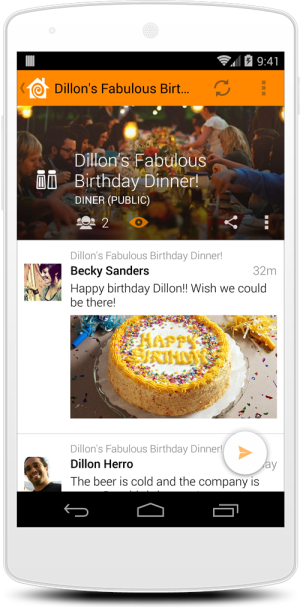 9:41
Dillon's Fabulous Birt...
Dillon's Fabulous
Birthday Dinner!
DINER (PUBLIC)
2
Dillon's Fabulous Birthday Dinner!
Becky Sanders 32m
Happy birthday Dillon!! Wish we could
be there!
HAPPY
BIRTHDAY
Dillon's Fabulous Birthday Dinner!
Dillon Herro
The beer is cold and the company is